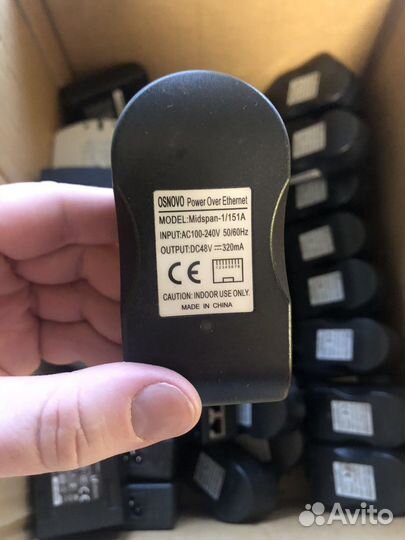 OSNOVO Power Over Ethernet
MODEL:Midspan-1/151A
INPUT:AC100-240V 50/60Hz
OUTPUT:DC48V⎓320mA
CE
12345678
CAUTION: INDOOR USE ONLY.
MADE IN CHINA
Avito